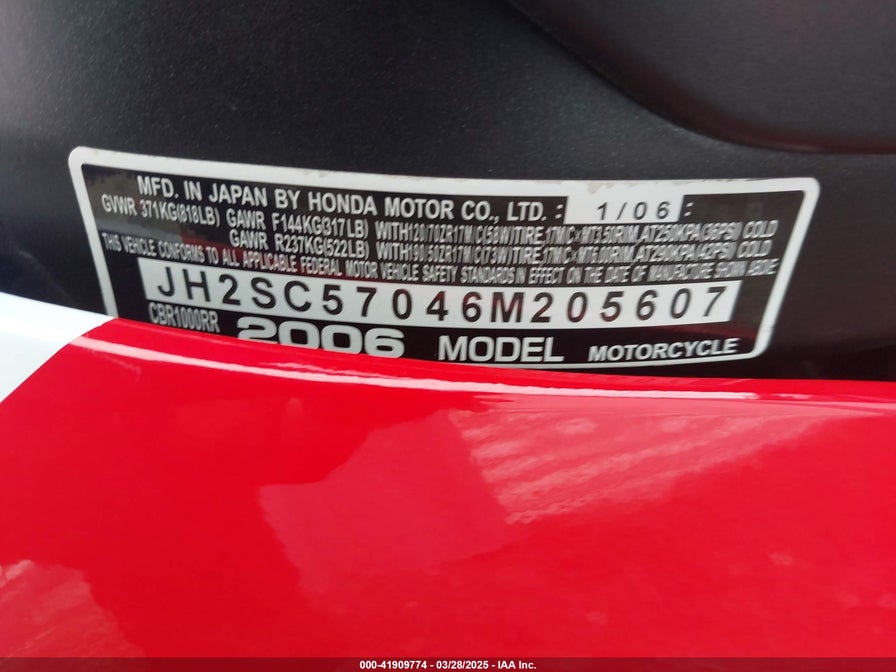 MFD. IN JAPAN BY HONDA MOTOR CO., LTD. : 1/06 :
GVWR 371KG(818LB) GAWR F144KG(317LB) WITH120/70ZR17M/C(58W)TIRE,17M/C×MT3.50RIM,AT250KPA(36PSI) COLD
GAWR R237KG(522LB) WITH190/50ZR17M/C(73W)TIRE,17M/C×MT6.00RIM,AT290KPA(42PSI) COLD
THIS VEHICLE CONFORMS TO ALL APPLICABLE FEDERAL MOTOR VEHICLE SAFETY STANDARDS IN EFFECT ON THE DATE OF MANUFACTURE SHOWN ABOVE
JH2SC57046M205607
CBR1000RR 2006 MODEL MOTORCYCLE
000-41909774 | 03/28/2025 - IAA Inc.